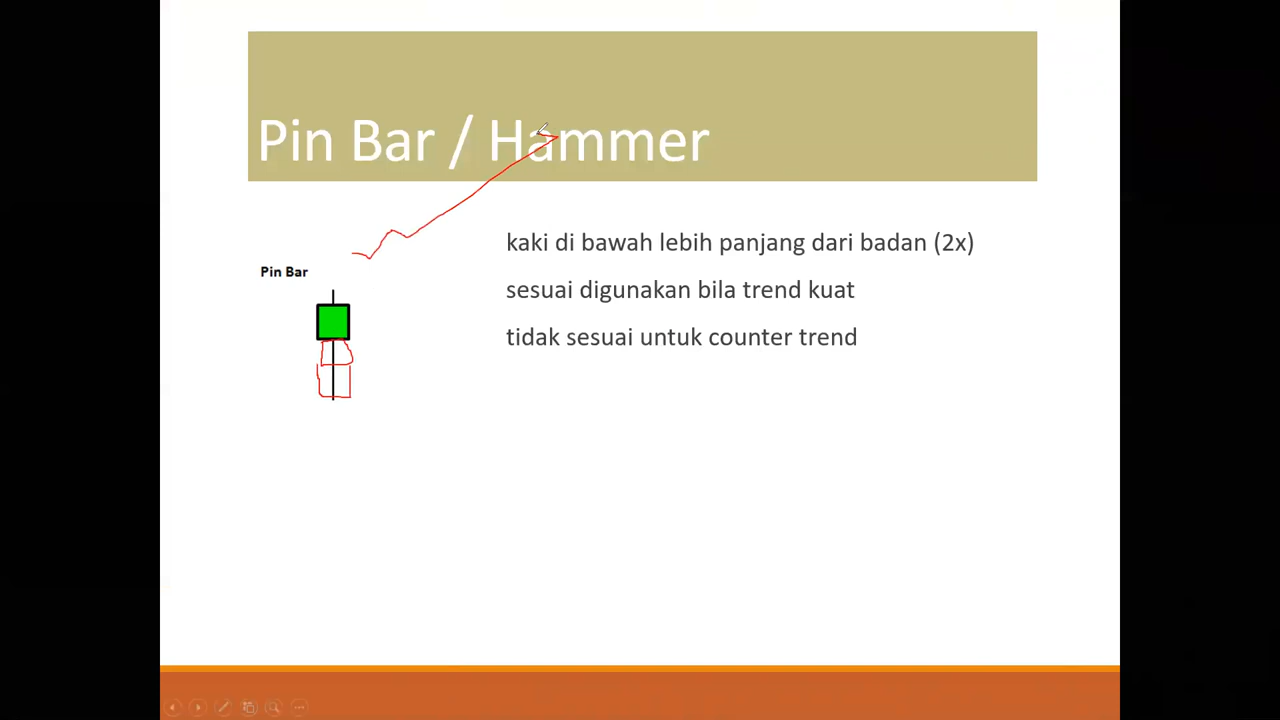 Pin Bar / Hammer
kaki di bawah lebih panjang dari badan (2x)
Pin Bar
sesuai digunakan bila trend kuat
tidak sesuai untuk counter trend